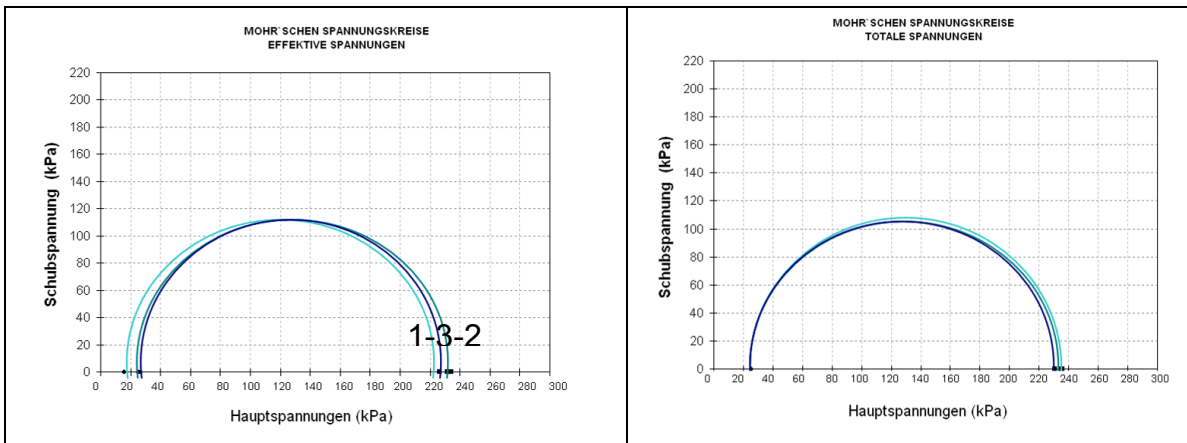 MOHR`SCHEN SPANNUNGSKREISE
EFFEKTIVE SPANNUNGEN
220
200
180
160
140
120
100
80
60
40
20
0
Schubspannung (kPa)
1-3-2
0 20 40 60 80 100 120 140 160 180 200 220 240 260 280 300
Hauptspannungen (kPa)
MOHR`SCHEN SPANNUNGSKREISE
TOTALE SPANNUNGEN
220
200
180
160
140
120
100
80
60
40
20
0
Schubspannung (kPa)
0 20 40 60 80 100 120 140 160 180 200 220 240 260 280 300
Hauptspannungen (kPa)